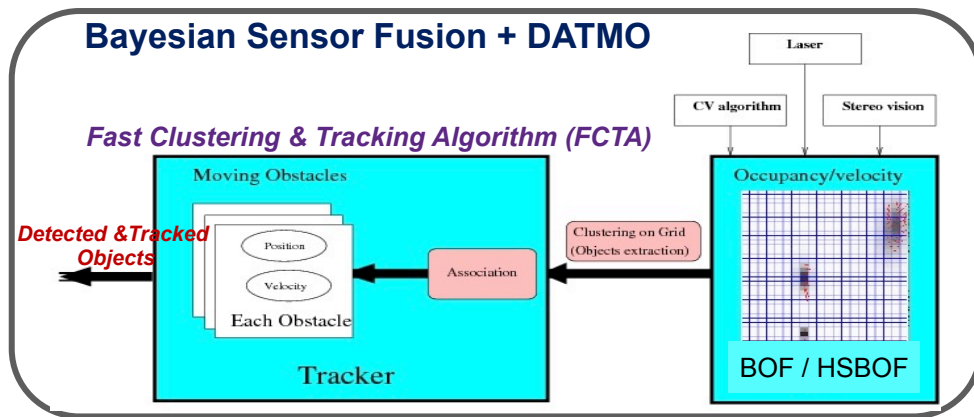 Bayesian Sensor Fusion + DATMO
Laser
CV algorithm
Stereo vision
Fast Clustering & Tracking Algorithm (FCTA)
Moving Obstacles
Occupancy/velocity
Detected &Tracked
Objects
Position
Velocity
Each Obstacle
Association
Clustering on Grid
(Objects extraction)
Tracker
BOF / HSBOF